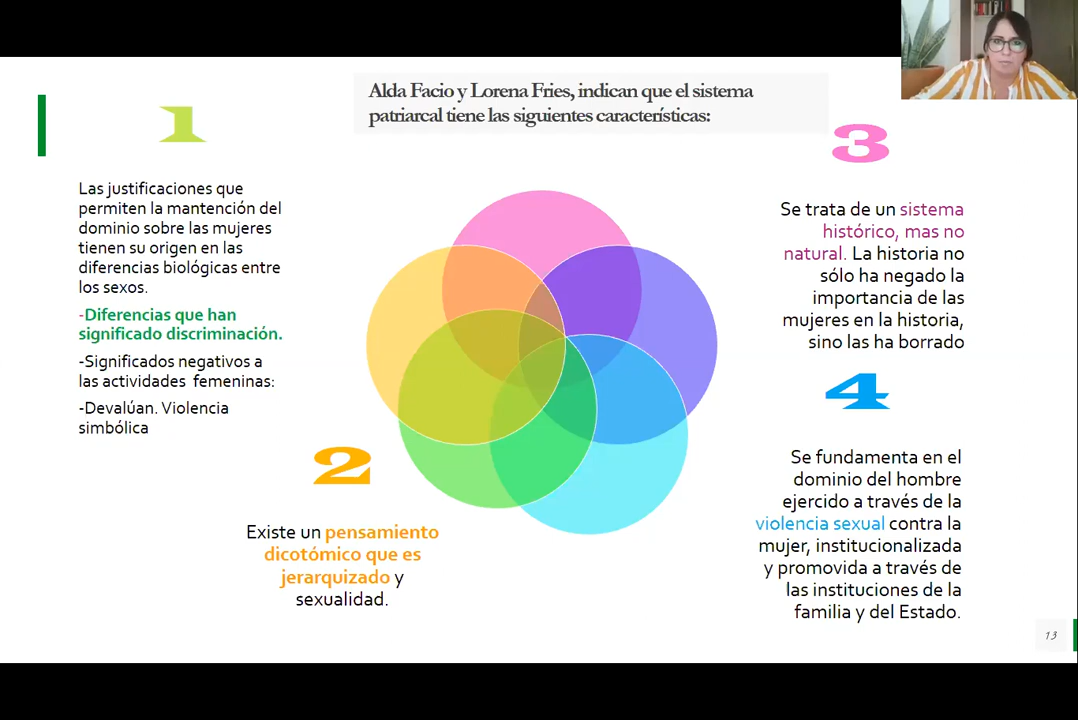 Alda Facio y Lorena Fries, indican que el sistema
patriarcal tiene las siguientes características:
1
Las justificaciones que
permiten la mantención del
dominio sobre las mujeres
tienen su origen en las
diferencias biológicas entre
los sexos.
-Diferencias que han
significado discriminación.
-Significados negativos a
las actividades femeninas:
-Devalúan. Violencia
simbólica
2
Existe un pensamiento
dicotómico que es
jerarquizado y
sexualidad.
3
Se trata de un sistema
histórico, mas no
natural. La historia no
sólo ha negado la
importancia de las
mujeres en la historia,
sino las ha borrado
4
Se fundamenta en el
dominio del hombre
ejercido a través de la
violencia sexual contra la
mujer, institucionalizada
y promovida a través de
las instituciones de la
familia y del Estado.
13